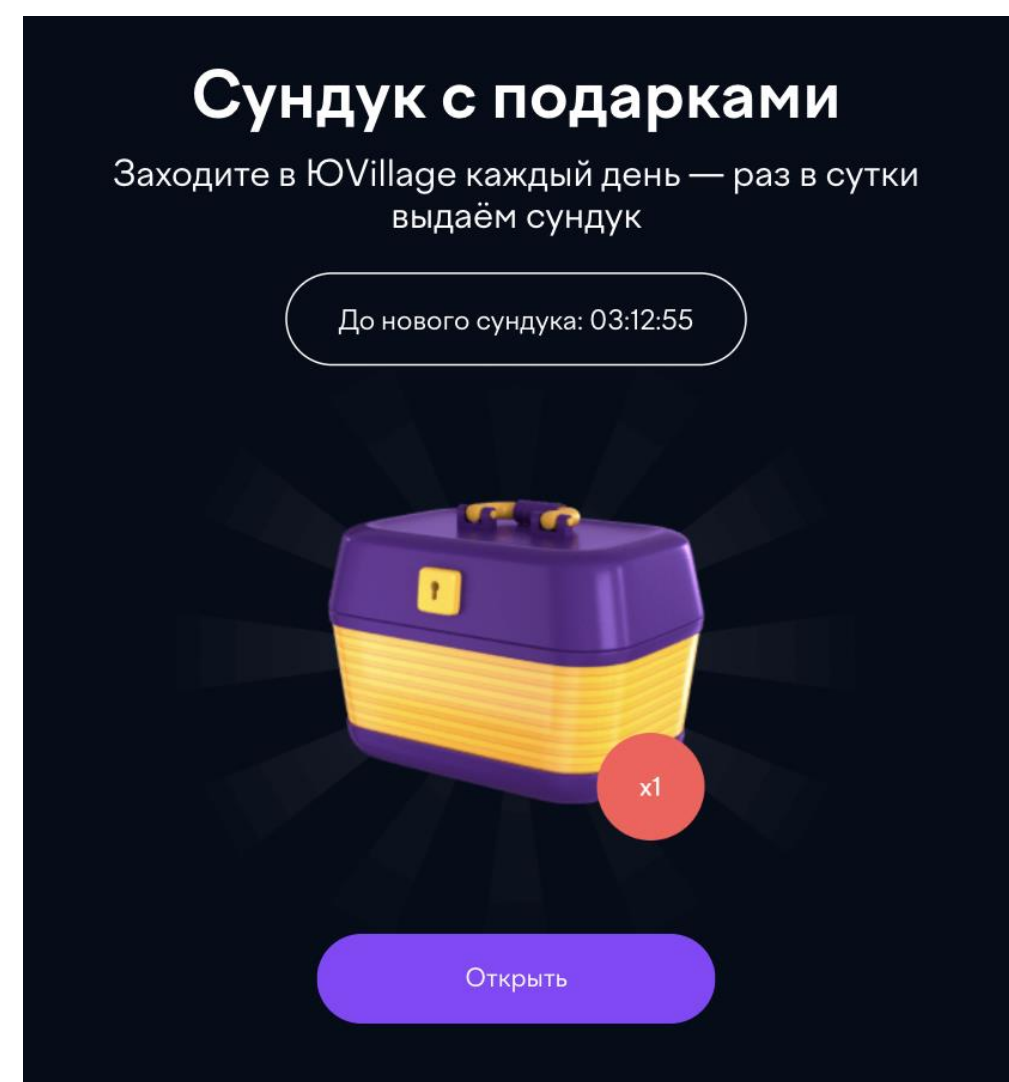 Сундук с подарками
Заходите в ЮVillage каждый день — раз в сутки
выдаём сундук
До нового сундука: 03:12:55
x1
Открыть